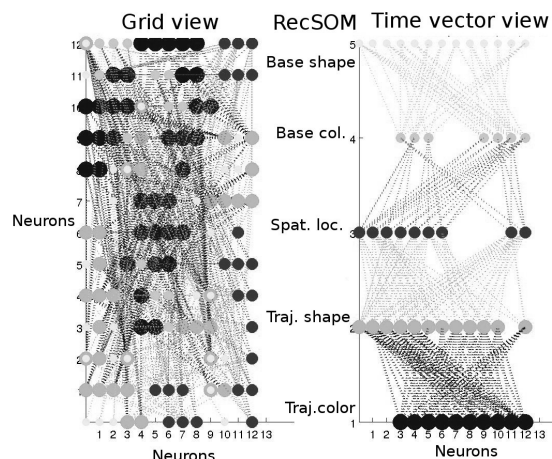 Grid view RecSOM Time vector view
12
11
10
7
6
5
4
3
2
Neurons
1 2 3 4 5 6 7 8 9 10 11 12 13
Neurons
Base shape
Base col.
Spat. loc.
Traj. shape
Traj.color
5
4
3
2
1
1 2 3 4 5 6 7 8 9 10 11 12 13
Neurons